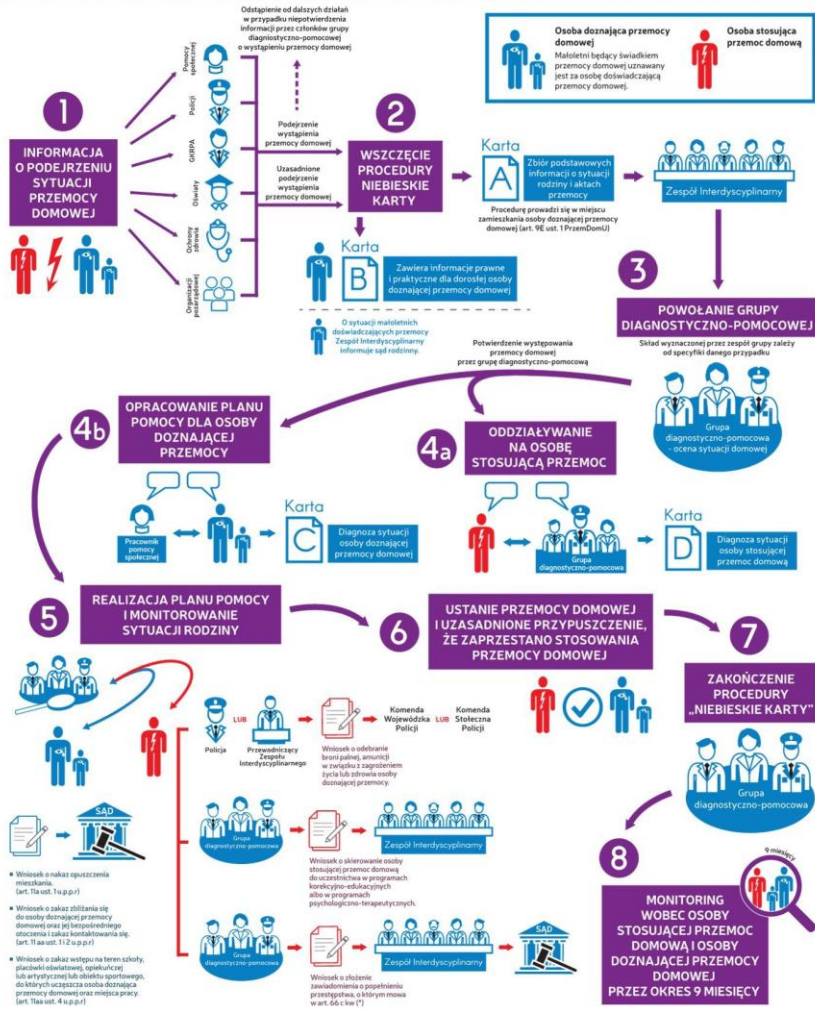 Odstąpienie od dalszych działań
w przypadku niepotwierdzenia
informacji przez członków grupy
diagnostyczno-pomocowej
o wystąpieniu przemocy domowej
Osoba doznająca przemocy
domowej
Małoletni będący świadkiem
przemocy domowej uznawany
jest za osobę doświadczającą
przemocy domowej.
Osoba stosująca
przemoc domową
1
INFORMACJA
O PODEJRZENIU
SYTUACJI
PRZEMOCY
DOMOWEJ
Pomocy
społecznej
Policji
GKRPA
Oświaty
Ochrony
zdrowia
Organizacji
pozarządowej
Podejrzenie
wystąpienia
przemocy domowej
Uzasadnione
podejrzenie
wystąpienia
przemocy domowej
2
WSZCZĘCIE
PROCEDURY
NIEBIESKIE
KARTY
Karta
A
Zbiór podstawowych
informacji o sytuacji
rodziny i aktach
przemocy
Zespół Interdyscyplinarny
Procedurę prowadzi się w miejscu
zamieszkania osoby doznającej przemocy
domowej (art. 9E ust. 1 PrzemDomU)
Karta
B
Zawiera informacje prawne
i praktyczne dla dorosłej osoby
doznającej przemocy domowej
O sytuacji małoletnich
doświadczających przemocy
Zespół Interdyscyplinarny
informuje sąd rodzinny.
3
POWOŁANIE GRUPY
DIAGNOSTYCZNO-POMOCOWEJ
Skład wyznaczonej przez zespół grupy zależy
od specyfiki danego przypadku
Grupa
diagnostyczno-pomocowa
- ocena sytuacji domowej
Potwierdzenie występowania
przemocy domowej
przez grupę diagnostyczno-pomocową
4b
OPRACOWANIE PLANU
POMOCY DLA OSOBY
DOZNAJĄCEJ
PRZEMOCY
Pracownik
pomocy
społecznej
Karta
C
Diagnoza sytuacji
osoby doznającej
przemocy domowej
4a
ODDZIAŁYWANIE
NA OSOBĘ
STOSUJĄCĄ PRZEMOC
Grupa
diagnostyczno-pomocowa
Karta
D
Diagnoza sytuacji
osoby stosującej
przemoc domową
5
REALIZACJA PLANU POMOCY
I MONITOROWANIE
SYTUACJI RODZINY
6
USTANIE PRZEMOCY DOMOWEJ
I UZASADNIONE PRZYPUSZCZENIE,
ŻE ZAPRZESTANO STOSOWANIA
PRZEMOCY DOMOWEJ
7
ZAKOŃCZENIE
PROCEDURY
„NIEBIESKIE KARTY”
Grupa
diagnostyczno-pomocowa
SĄD
▪ Wniosek o nakaz opuszczenia
mieszkania.
(art. 11a ust. 1 u.p.p.r)
▪ Wniosek o zakaz zbliżania się
do osoby doznającej przemocy
domowej oraz jej bezpośredniego
otoczenia i zakaz kontaktowania się.
(art. 11 aa ust. 1 i 2 u.p.p.r)
▪ Wniosek o zakaz wstępu na teren szkoły,
placówki oświatowej, opiekuńczej
lub artystycznej lub obiektu sportowego,
do których uczęszcza osoba doznająca
przemocy domowej oraz miejsca pracy.
(art. 11aa ust. 4 u.p.p.r)
Policja
LUB
Przewodniczący
Zespołu
Interdyscyplinarnego
Wniosek o odebranie
broni palnej, amunicji
w związku z zagrożeniem
życia lub zdrowia osoby
doznającej przemocy.
Komenda
Wojewódzka
Policji
LUB
Komenda
Stołeczna
Policji
Grupa
diagnostyczno-pomocowa
Wniosek o skierowanie osoby
stosującej przemoc domową
do uczestnictwa w programach
korekcyjno-edukacyjnych
albo w programach
psychologiczno-terapeutycznych.
Zespół Interdyscyplinarny
Grupa
diagnostyczno-pomocowa
Wniosek o złożenie
zawiadomienia o popełnieniu
przestępstwa, o którym mowa
w art. 66 c kw (*)
Zespół Interdyscyplinarny
SĄD
8
9 miesięcy
MONITORING
WOBEC OSOBY
STOSUJĄCEJ PRZEMOC
DOMOWĄ I OSOBY
DOZNAJĄCEJ PRZEMOCY
DOMOWEJ
PRZEZ OKRES 9 MIESIĘCY